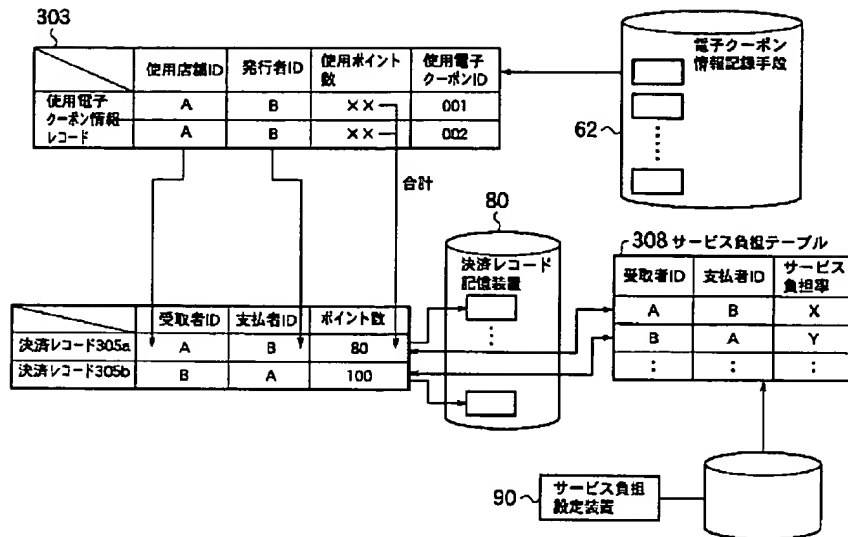 303
使用店舗ID 発行者ID 使用ポイント数 使用電子クーポンID
使用電子クーポン情報レコード
A B ×× 001
A B ×× 002
電子クーポン
情報記録手段
62
合計
80
決済レコード
記憶装置
308 サービス負担テーブル
受取者ID 支払者ID サービス負担率
A B X
B A Y
: : :
受取者ID 支払者ID ポイント数
決済レコード305a A B 80
決済レコード305b B A 100
90
サービス負担
設定装置